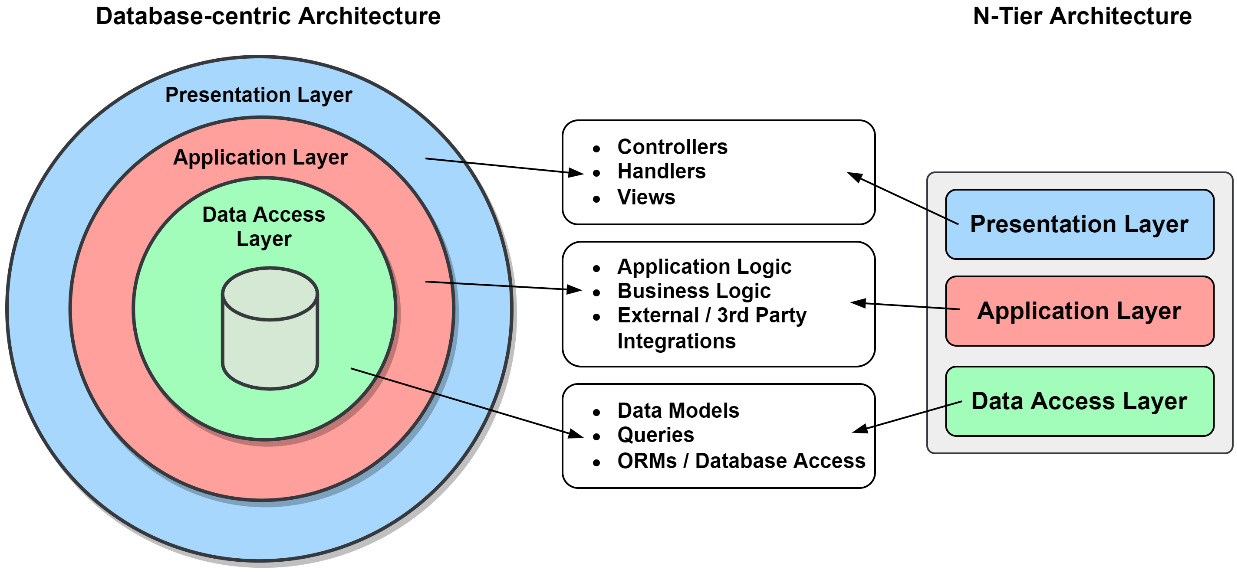 Database-centric Architecture
N-Tier Architecture
Presentation Layer
Application Layer
Data Access
Layer
• Controllers
• Handlers
• Views
• Application Logic
• Business Logic
• External / 3rd Party
Integrations
• Data Models
• Queries
• ORMs / Database Access
Presentation Layer
Application Layer
Data Access Layer